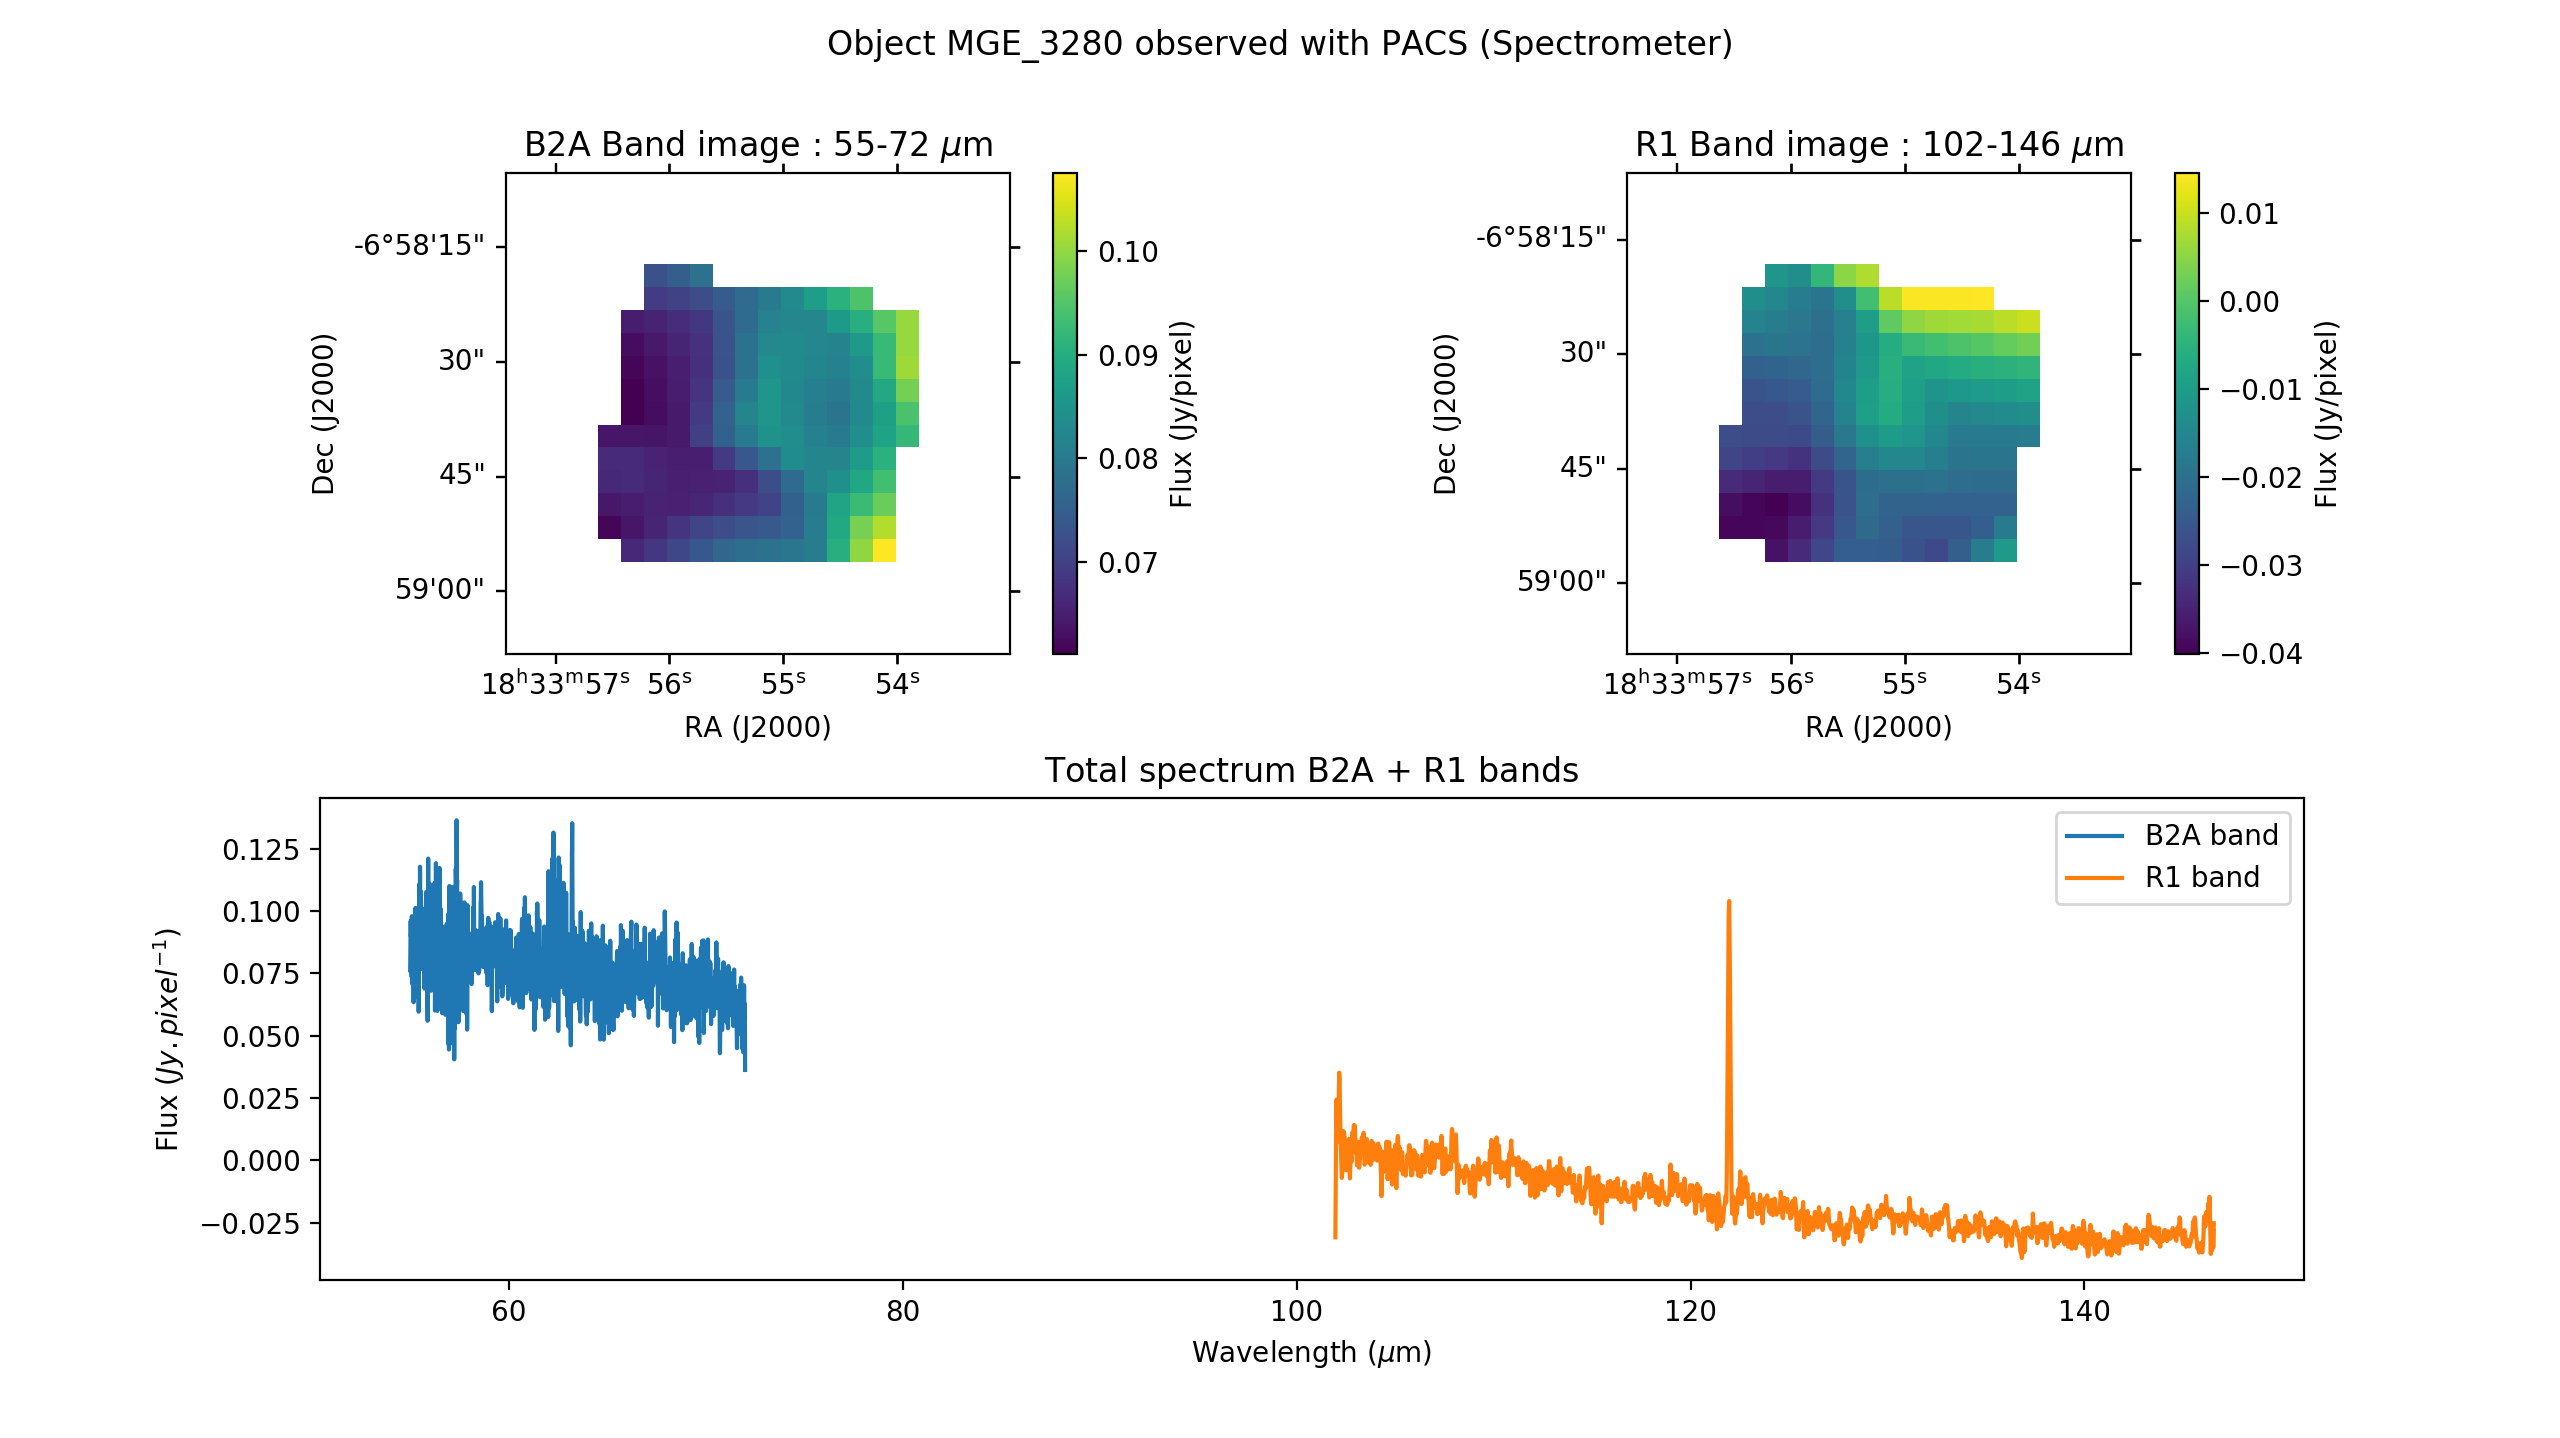 Object MGE_3280 observed with PACS (Spectrometer)
B2A Band image : 55-72 μm
-6°58'15"
30"
45"
59'00"
Dec (J2000)
18ʰ33ᵐ57ˢ 56ˢ 55ˢ 54ˢ
RA (J2000)
0.10
0.09
0.08
0.07
Flux (Jy/pixel)
R1 Band image : 102-146 μm
-6°58'15"
30"
45"
59'00"
Dec (J2000)
18ʰ33ᵐ57ˢ 56ˢ 55ˢ 54ˢ
RA (J2000)
0.01
0.00
−0.01
−0.02
−0.03
−0.04
Flux (Jy/pixel)
Total spectrum B2A + R1 bands
0.125
0.100
0.075
0.050
0.025
0.000
−0.025
Flux (Jy.pixel⁻¹)
B2A band
R1 band
60 80 100 120 140
Wavelength (μm)